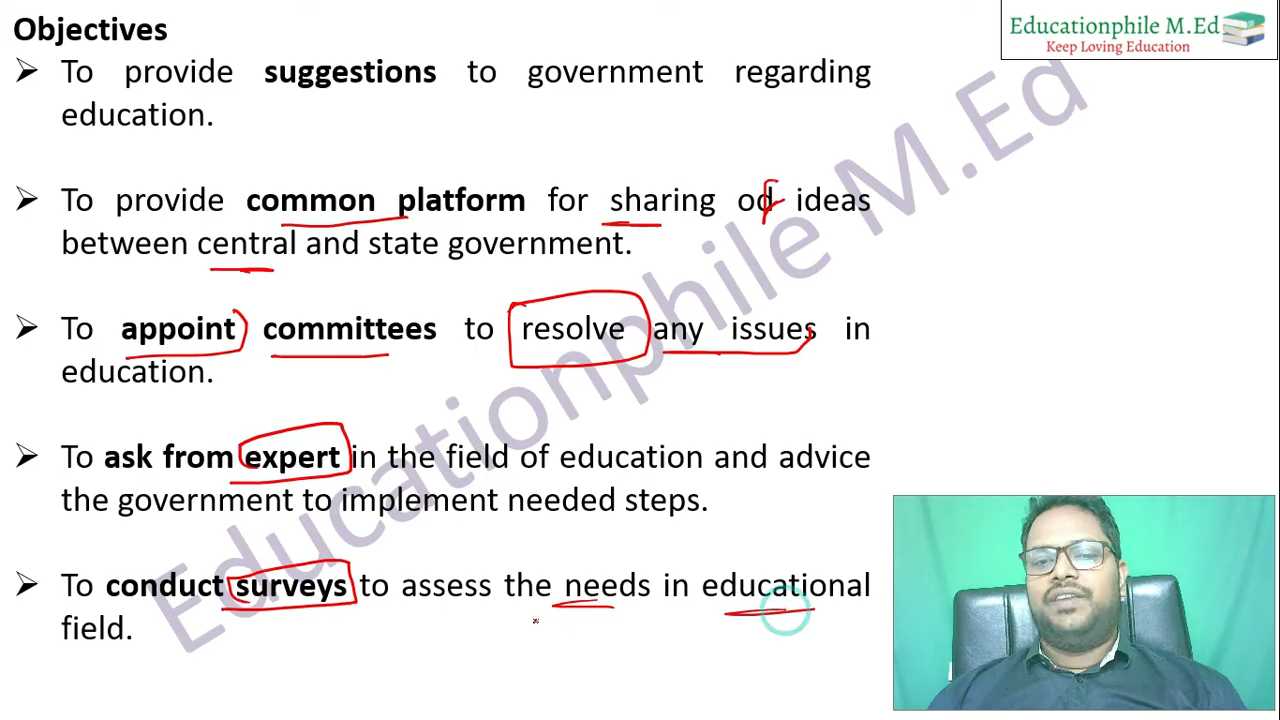 Objectives
Educationphile M.Ed
Keep Loving Education
➢ To provide suggestions to government regarding
education.
➢ To provide common platform for sharing od ideas
between central and state government.
➢ To appoint committees to resolve any issues in
education.
➢ To ask from expert in the field of education and advice
the government to implement needed steps.
➢ To conduct surveys to assess the needs in educational
field.
Educationphile M.Ed